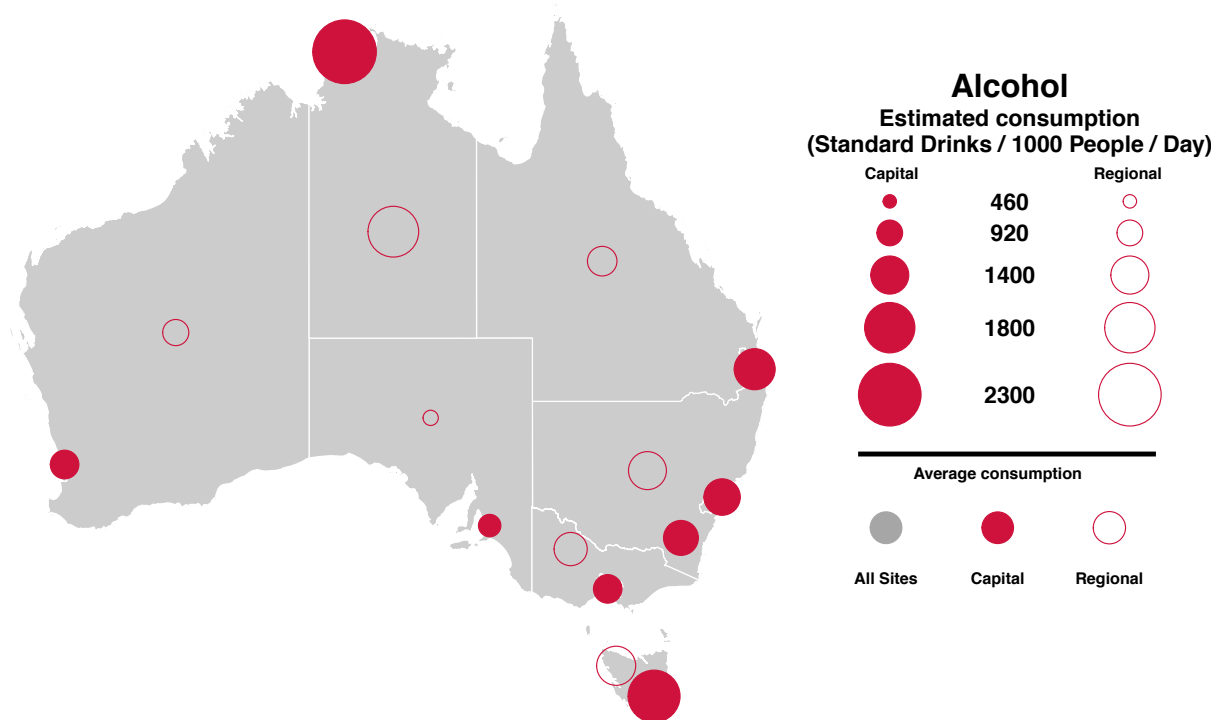 Alcohol
Estimated consumption
(Standard Drinks / 1000 People / Day)
Capital Regional
460
920
1400
1800
2300
Average consumption
All Sites Capital Regional